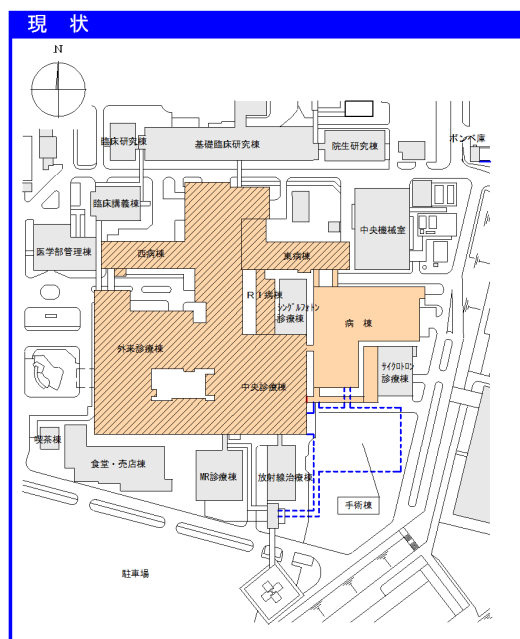 現 状
N
臨床研究棟
基礎臨床研究棟
院生研究棟
ボンベ庫
臨床講義棟
中央機械室
医学部管理棟
西病棟
東病棟
RI病棟
シングルフォトン
診療棟
病 棟
外来診療棟
中央診療棟
サイクロトロン
診療棟
喫茶棟
食堂・売店棟
MR診療棟
放射線治療棟
手術棟
駐車場